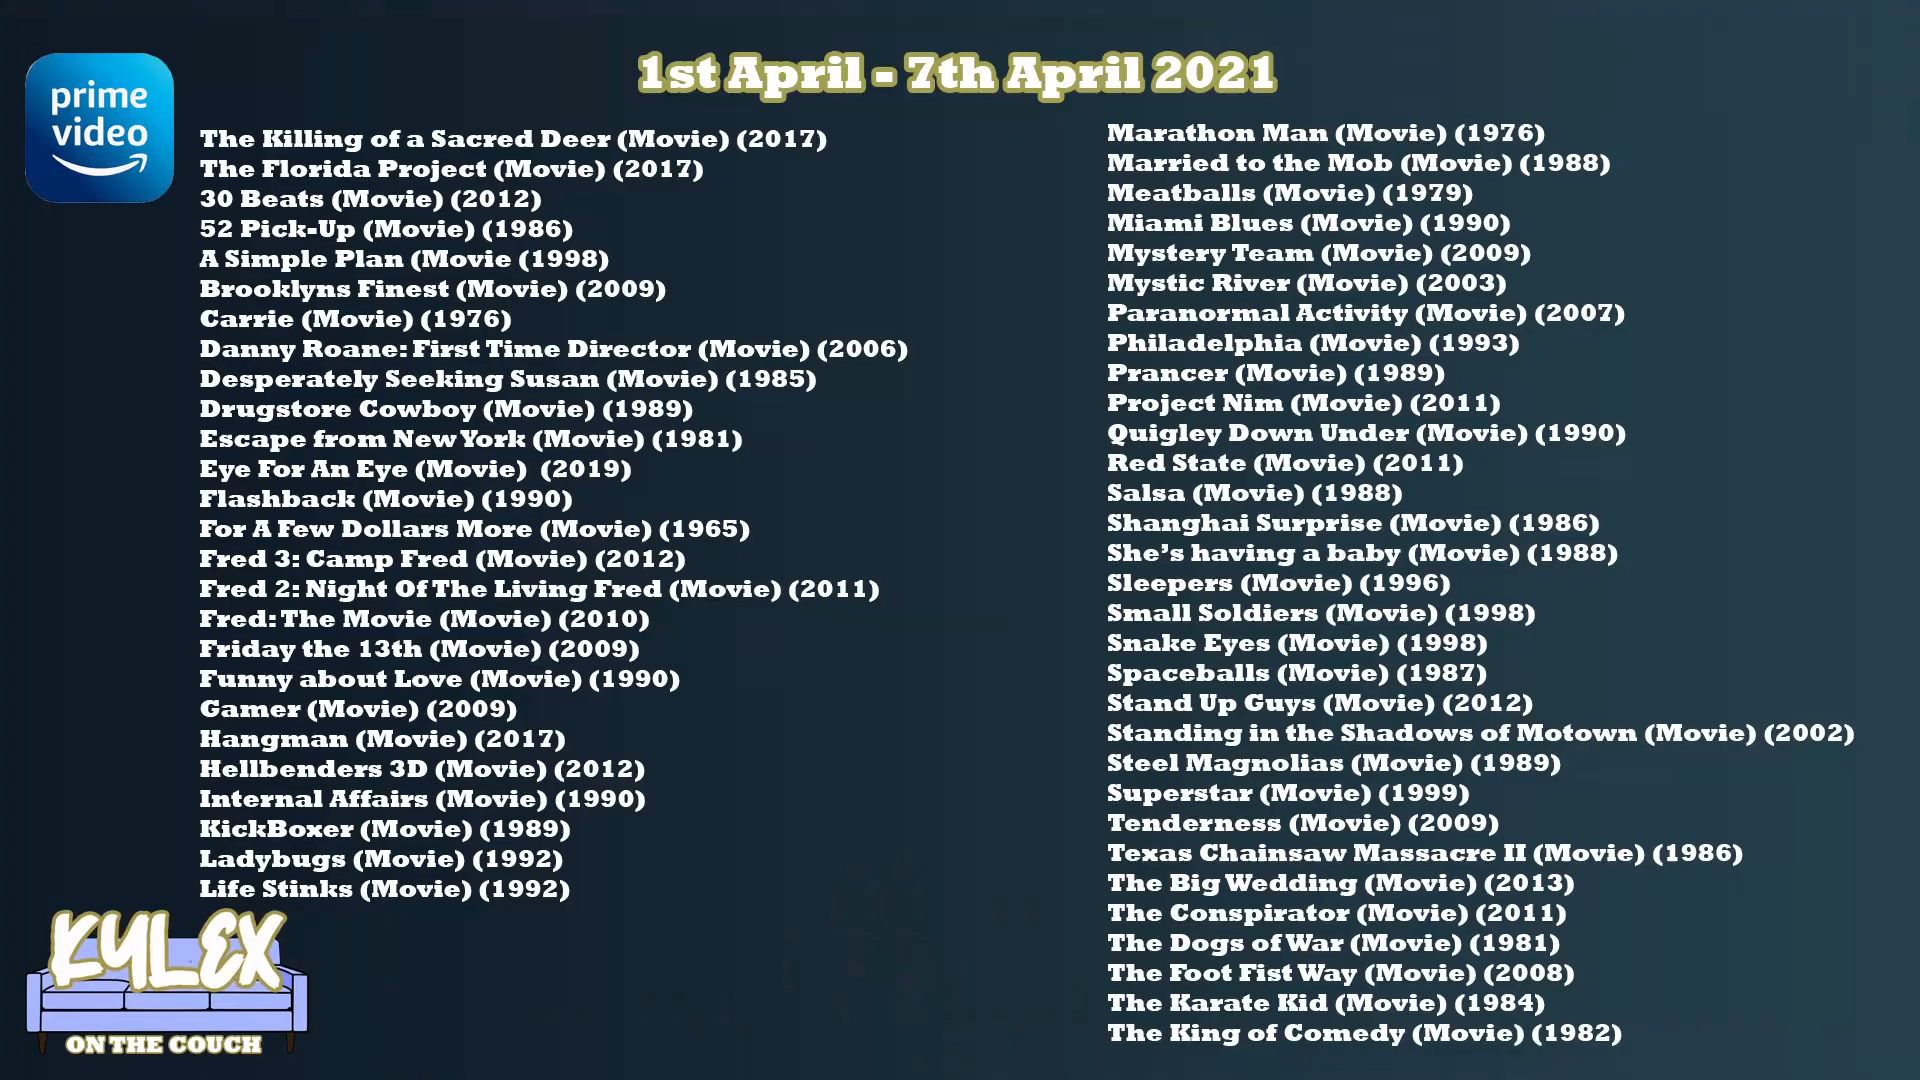 1st April - 7th April 2021
prime
video
The Killing of a Sacred Deer (Movie) (2017)
The Florida Project (Movie) (2017)
30 Beats (Movie) (2012)
52 Pick-Up (Movie) (1986)
A Simple Plan (Movie (1998)
Brooklyns Finest (Movie) (2009)
Carrie (Movie) (1976)
Danny Roane: First Time Director (Movie) (2006)
Desperately Seeking Susan (Movie) (1985)
Drugstore Cowboy (Movie) (1989)
Escape from New York (Movie) (1981)
Eye For An Eye (Movie)  (2019)
Flashback (Movie) (1990)
For A Few Dollars More (Movie) (1965)
Fred 3: Camp Fred (Movie) (2012)
Fred 2: Night Of The Living Fred (Movie) (2011)
Fred: The Movie (Movie) (2010)
Friday the 13th (Movie) (2009)
Funny about Love (Movie) (1990)
Gamer (Movie) (2009)
Hangman (Movie) (2017)
Hellbenders 3D (Movie) (2012)
Internal Affairs (Movie) (1990)
KickBoxer (Movie) (1989)
Ladybugs (Movie) (1992)
Life Stinks (Movie) (1992)
Marathon Man (Movie) (1976)
Married to the Mob (Movie) (1988)
Meatballs (Movie) (1979)
Miami Blues (Movie) (1990)
Mystery Team (Movie) (2009)
Mystic River (Movie) (2003)
Paranormal Activity (Movie) (2007)
Philadelphia (Movie) (1993)
Prancer (Movie) (1989)
Project Nim (Movie) (2011)
Quigley Down Under (Movie) (1990)
Red State (Movie) (2011)
Salsa (Movie) (1988)
Shanghai Surprise (Movie) (1986)
She's having a baby (Movie) (1988)
Sleepers (Movie) (1996)
Small Soldiers (Movie) (1998)
Snake Eyes (Movie) (1998)
Spaceballs (Movie) (1987)
Stand Up Guys (Movie) (2012)
Standing in the Shadows of Motown (Movie) (2002)
Steel Magnolias (Movie) (1989)
Superstar (Movie) (1999)
Tenderness (Movie) (2009)
Texas Chainsaw Massacre II (Movie) (1986)
The Big Wedding (Movie) (2013)
The Conspirator (Movie) (2011)
The Dogs of War (Movie) (1981)
The Foot Fist Way (Movie) (2008)
The Karate Kid (Movie) (1984)
The King of Comedy (Movie) (1982)
KYLEX
ON THE COUCH